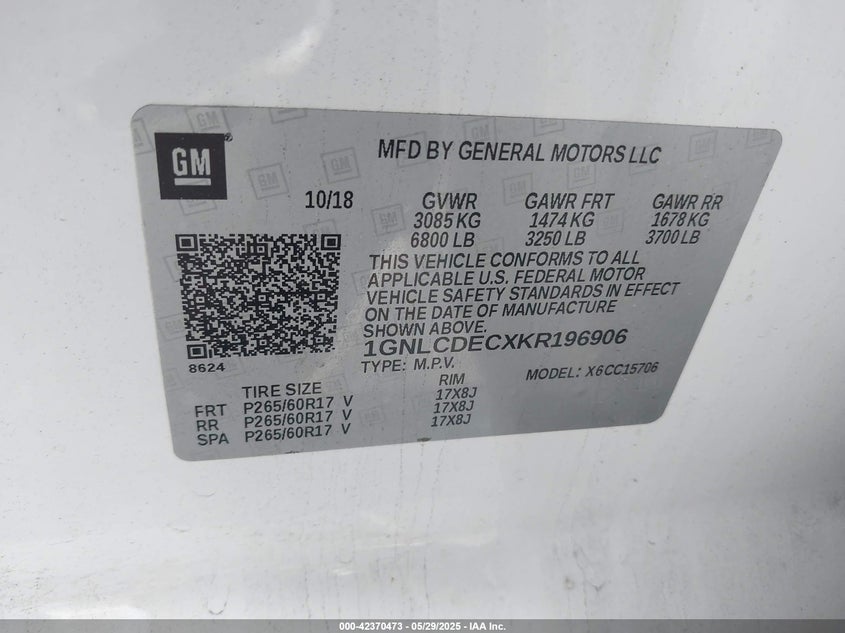 GM
MFD BY GENERAL MOTORS LLC
10/18 GVWR GAWR FRT GAWR RR
3085 KG 1474 KG 1678 KG
6800 LB 3250 LB 3700 LB
THIS VEHICLE CONFORMS TO ALL
APPLICABLE U.S. FEDERAL MOTOR
VEHICLE SAFETY STANDARDS IN EFFECT
ON THE DATE OF MANUFACTURE
SHOWN ABOVE.
1GNLCDECXKR196906
8624
TYPE: M.P.V. MODEL: X6CC15706
TIRE SIZE RIM
FRT P265/60R17 V 17X8J
RR P265/60R17 V 17X8J
SPA P265/60R17 V 17X8J
000-42370473 - 05/29/2025 - IAA Inc.